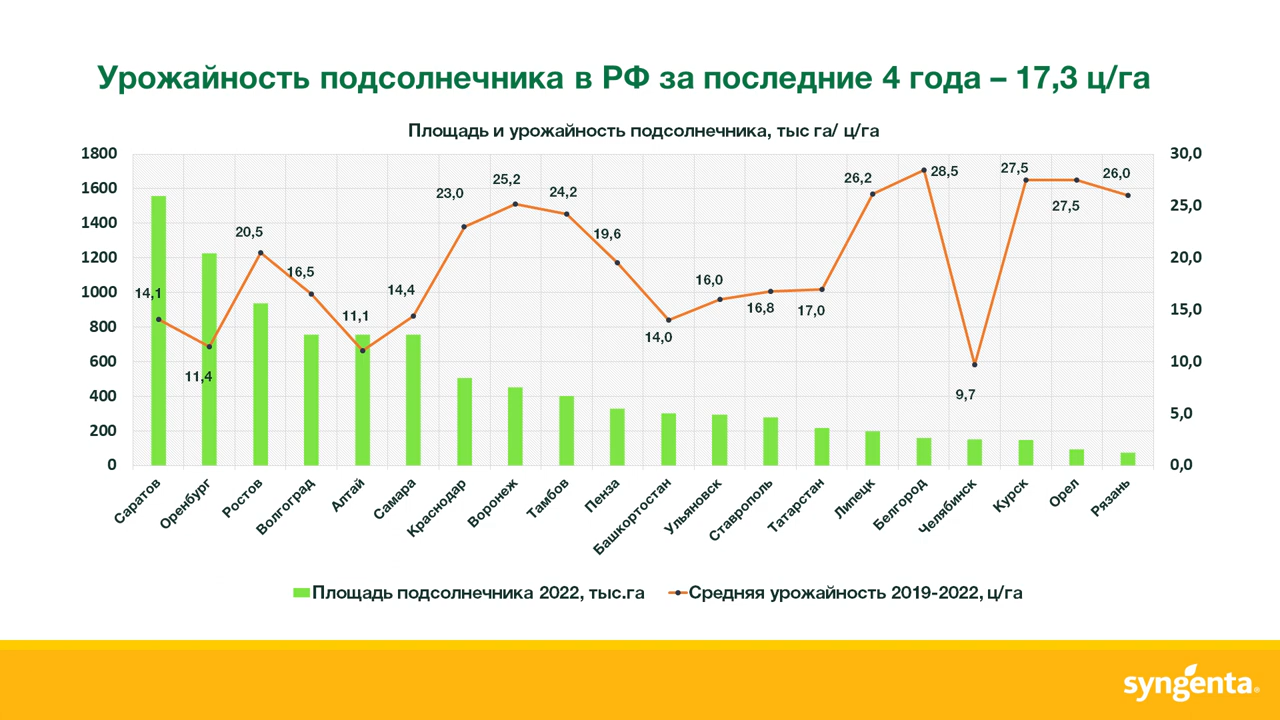 Урожайность подсолнечника в РФ за последние 4 года – 17,3 ц/га
Площадь и урожайность подсолнечника, тыс га/ ц/га
1800
1600
1400
1200
1000
800
600
400
200
0
30,0
25,0
20,0
15,0
10,0
5,0
0,0
14,1
11,4
20,5
16,5
11,1
14,4
23,0
25,2
24,2
19,6
14,0
16,0
16,8
17,0
26,2
28,5
9,7
27,5
27,5
26,0
Саратов
Оренбург
Ростов
Волгоград
Алтай
Самара
Краснодар
Воронеж
Тамбов
Пенза
Башкортостан
Ульяновск
Ставрополь
Татарстан
Липецк
Белгород
Челябинск
Курск
Орел
Рязань
Площадь подсолнечника 2022, тыс.га
Средняя урожайность 2019-2022, ц/га
syngenta®